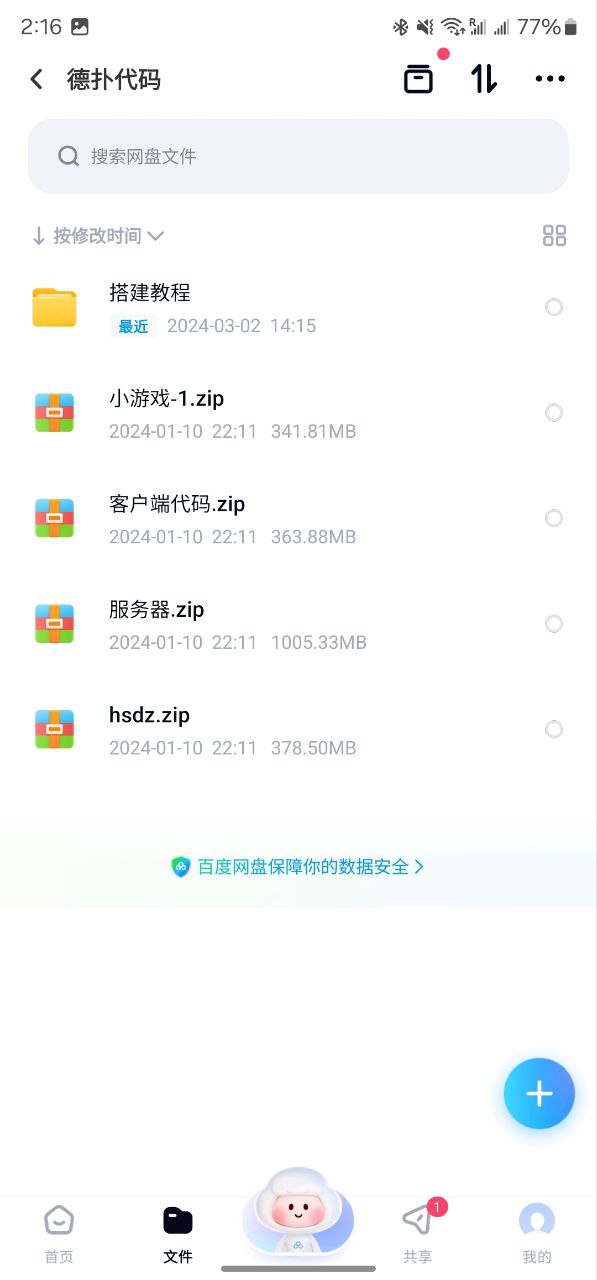 2:16
R
77%
德扑代码
搜索网盘文件
按修改时间
搭建教程
最近 2024-03-02 14:15
小游戏-1.zip
2024-01-10 22:11 341.81MB
客户端代码.zip
2024-01-10 22:11 363.88MB
服务器.zip
2024-01-10 22:11 1005.33MB
hsdz.zip
2024-01-10 22:11 378.50MB
百度网盘保障你的数据安全
1
首页
文件
共享
我的